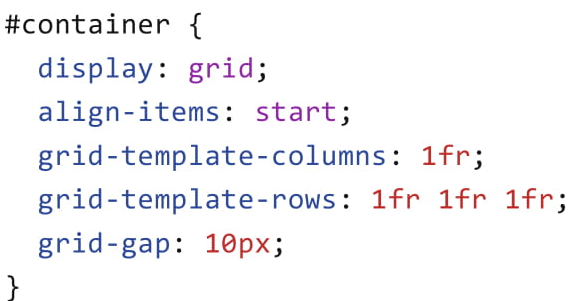 #container {
  display: grid;
  align-items: start;
  grid-template-columns: 1fr;
  grid-template-rows: 1fr 1fr 1fr;
  grid-gap: 10px;
}